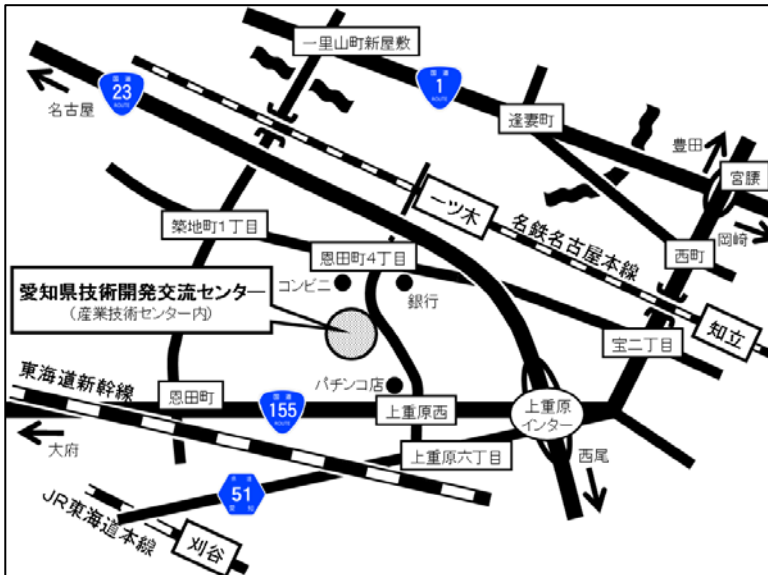 一里山町新屋敷
国道
23
ROUTE
国道
1
ROUTE
名古屋
逢妻町
豊田
宮腰
一ツ木
名鉄名古屋本線
岡崎
築地町1丁目
恩田町4丁目
西町
愛知県技術開発交流センター
(産業技術センター内)
コンビニ
銀行
知立
宝二丁目
東海道新幹線
恩田町
パチンコ店
国道
155
ROUTE
上重原西
上重原
インター
大府
上重原六丁目
西尾
51
愛知
JR東海道本線
刈谷